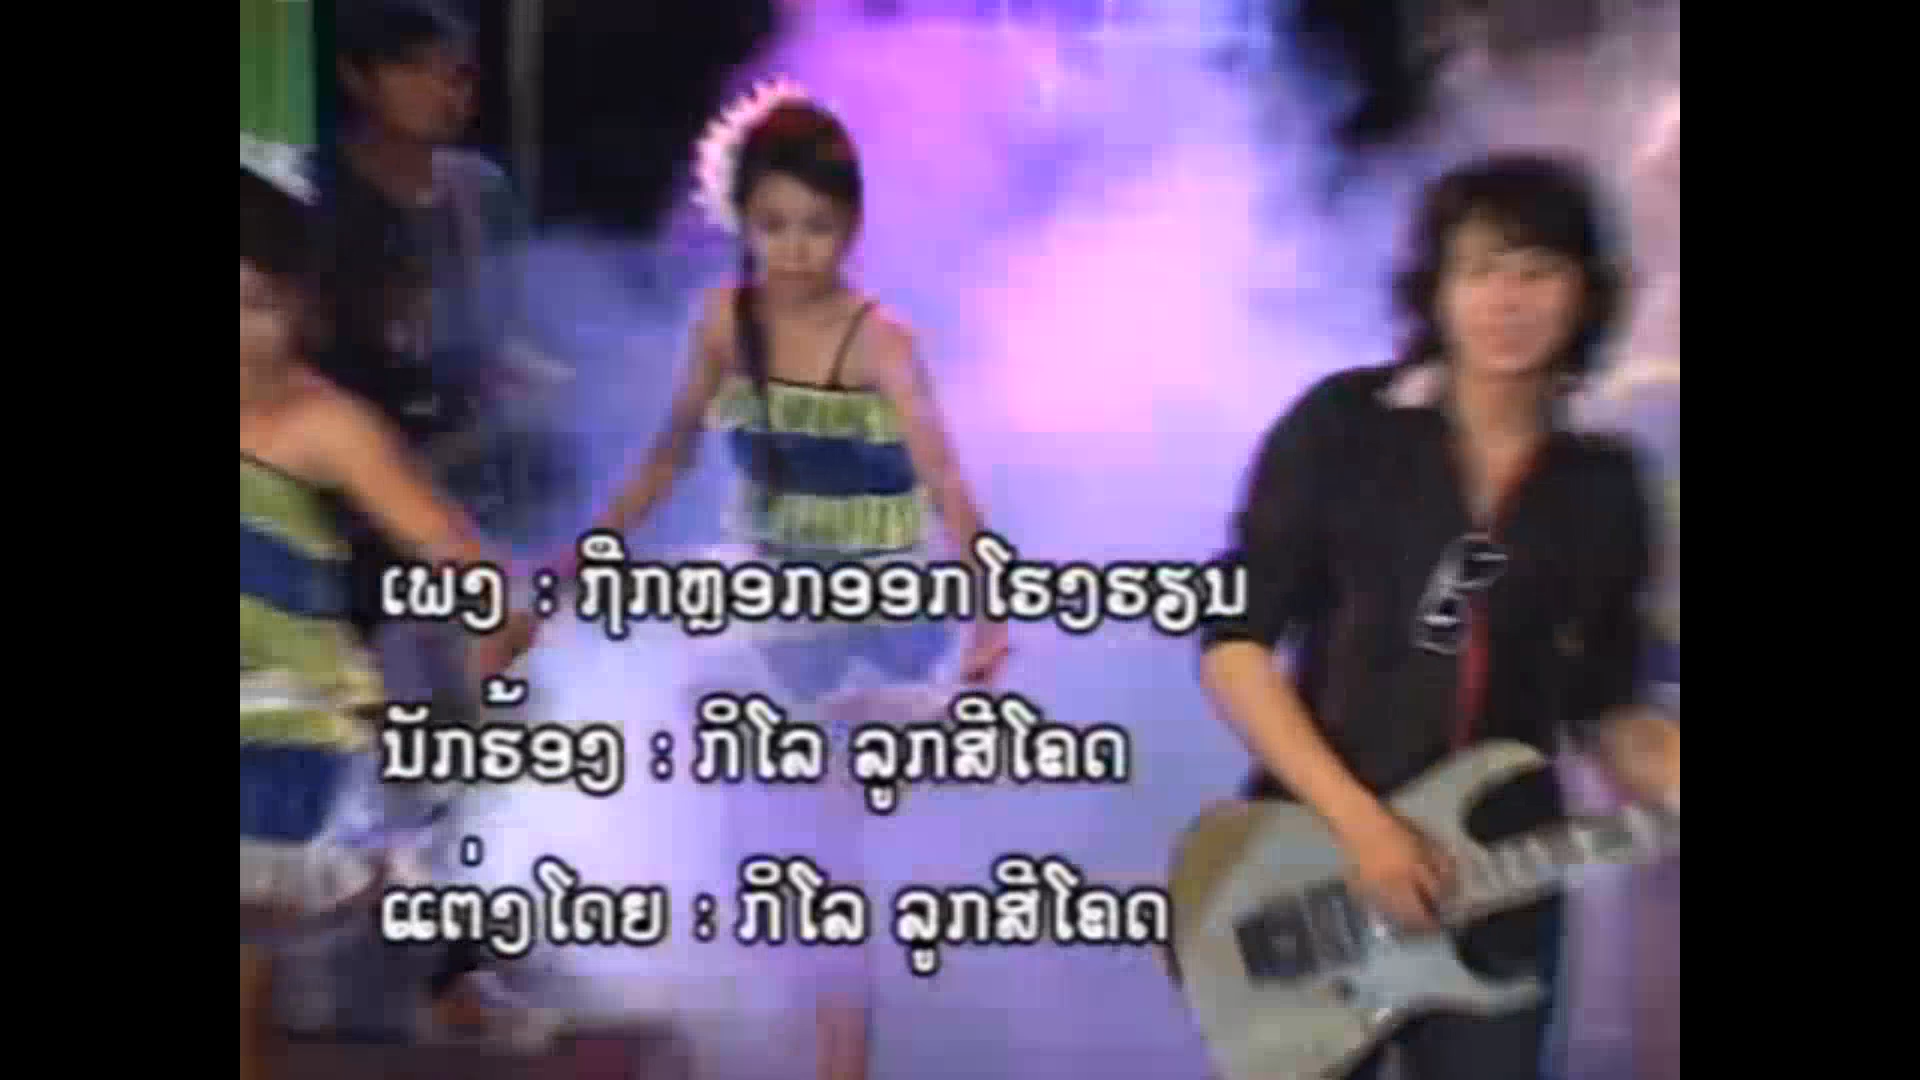 ເພງ : ຖືກຫຼອກອອກໂຮງຮຽນ
ນັກຮ້ອງ : ກິໂລ ລູກສີໂຄດ
ແຕ່ງໂດຍ : ກິໂລ ລູກສີໂຄດ